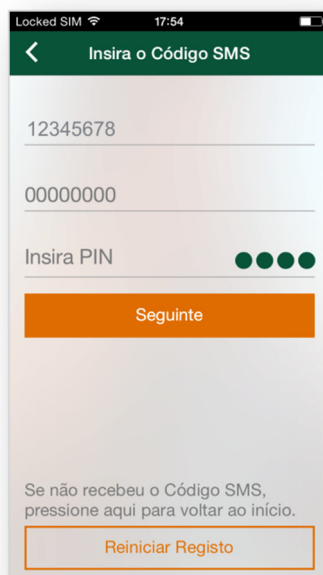 Locked SIM 17:54
Insira o Código SMS
12345678
00000000
Insira PIN
Seguinte
Se não recebeu o Código SMS,
pressione aqui para voltar ao início.
Reiniciar Registo